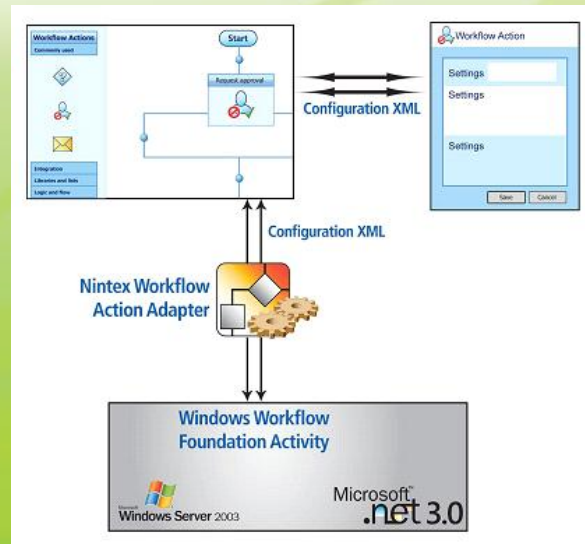 Workflow Actions
Commonly used
Integration
Libraries and lists
Logic and flow
Start
Request approval
Configuration XML
Workflow Action
Settings
Settings
Settings
Save Cancel
Configuration XML
Nintex Workflow
Action Adapter
Windows Workflow
Foundation Activity
Microsoft
Windows Server 2003
Microsoft
.net 3.0